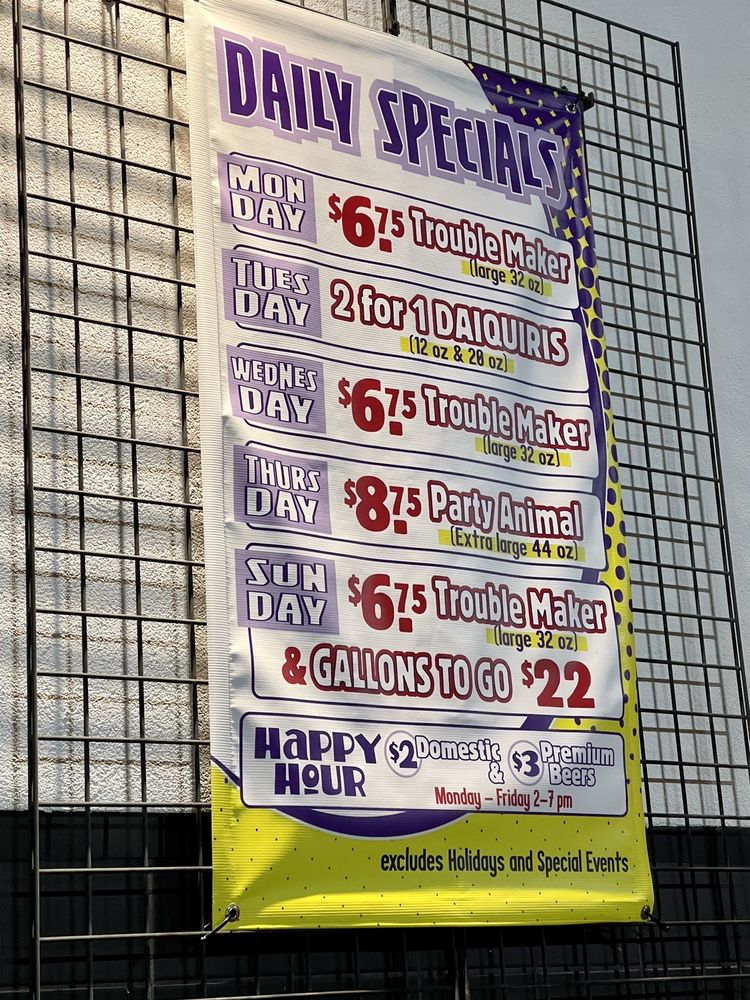 DAILY SPECIALS
MON
DAY
$6.75 Trouble Maker
(large 32 oz)
TUES
DAY
2 for 1 DAIQUIRIS
(12 oz & 20 oz)
WEDNES
DAY
$6.75 Trouble Maker
(large 32 oz)
THURS
DAY
$8.75 Party Animal
(Extra large 44 oz)
SUN
DAY
$6.75 Trouble Maker
(large 32 oz)
& GALLONS TO GO $22
HAPPY
HOUR
$2 Domestic
&
$3 Premium
Beers
Monday – Friday 2–7 pm
excludes Holidays and Special Events